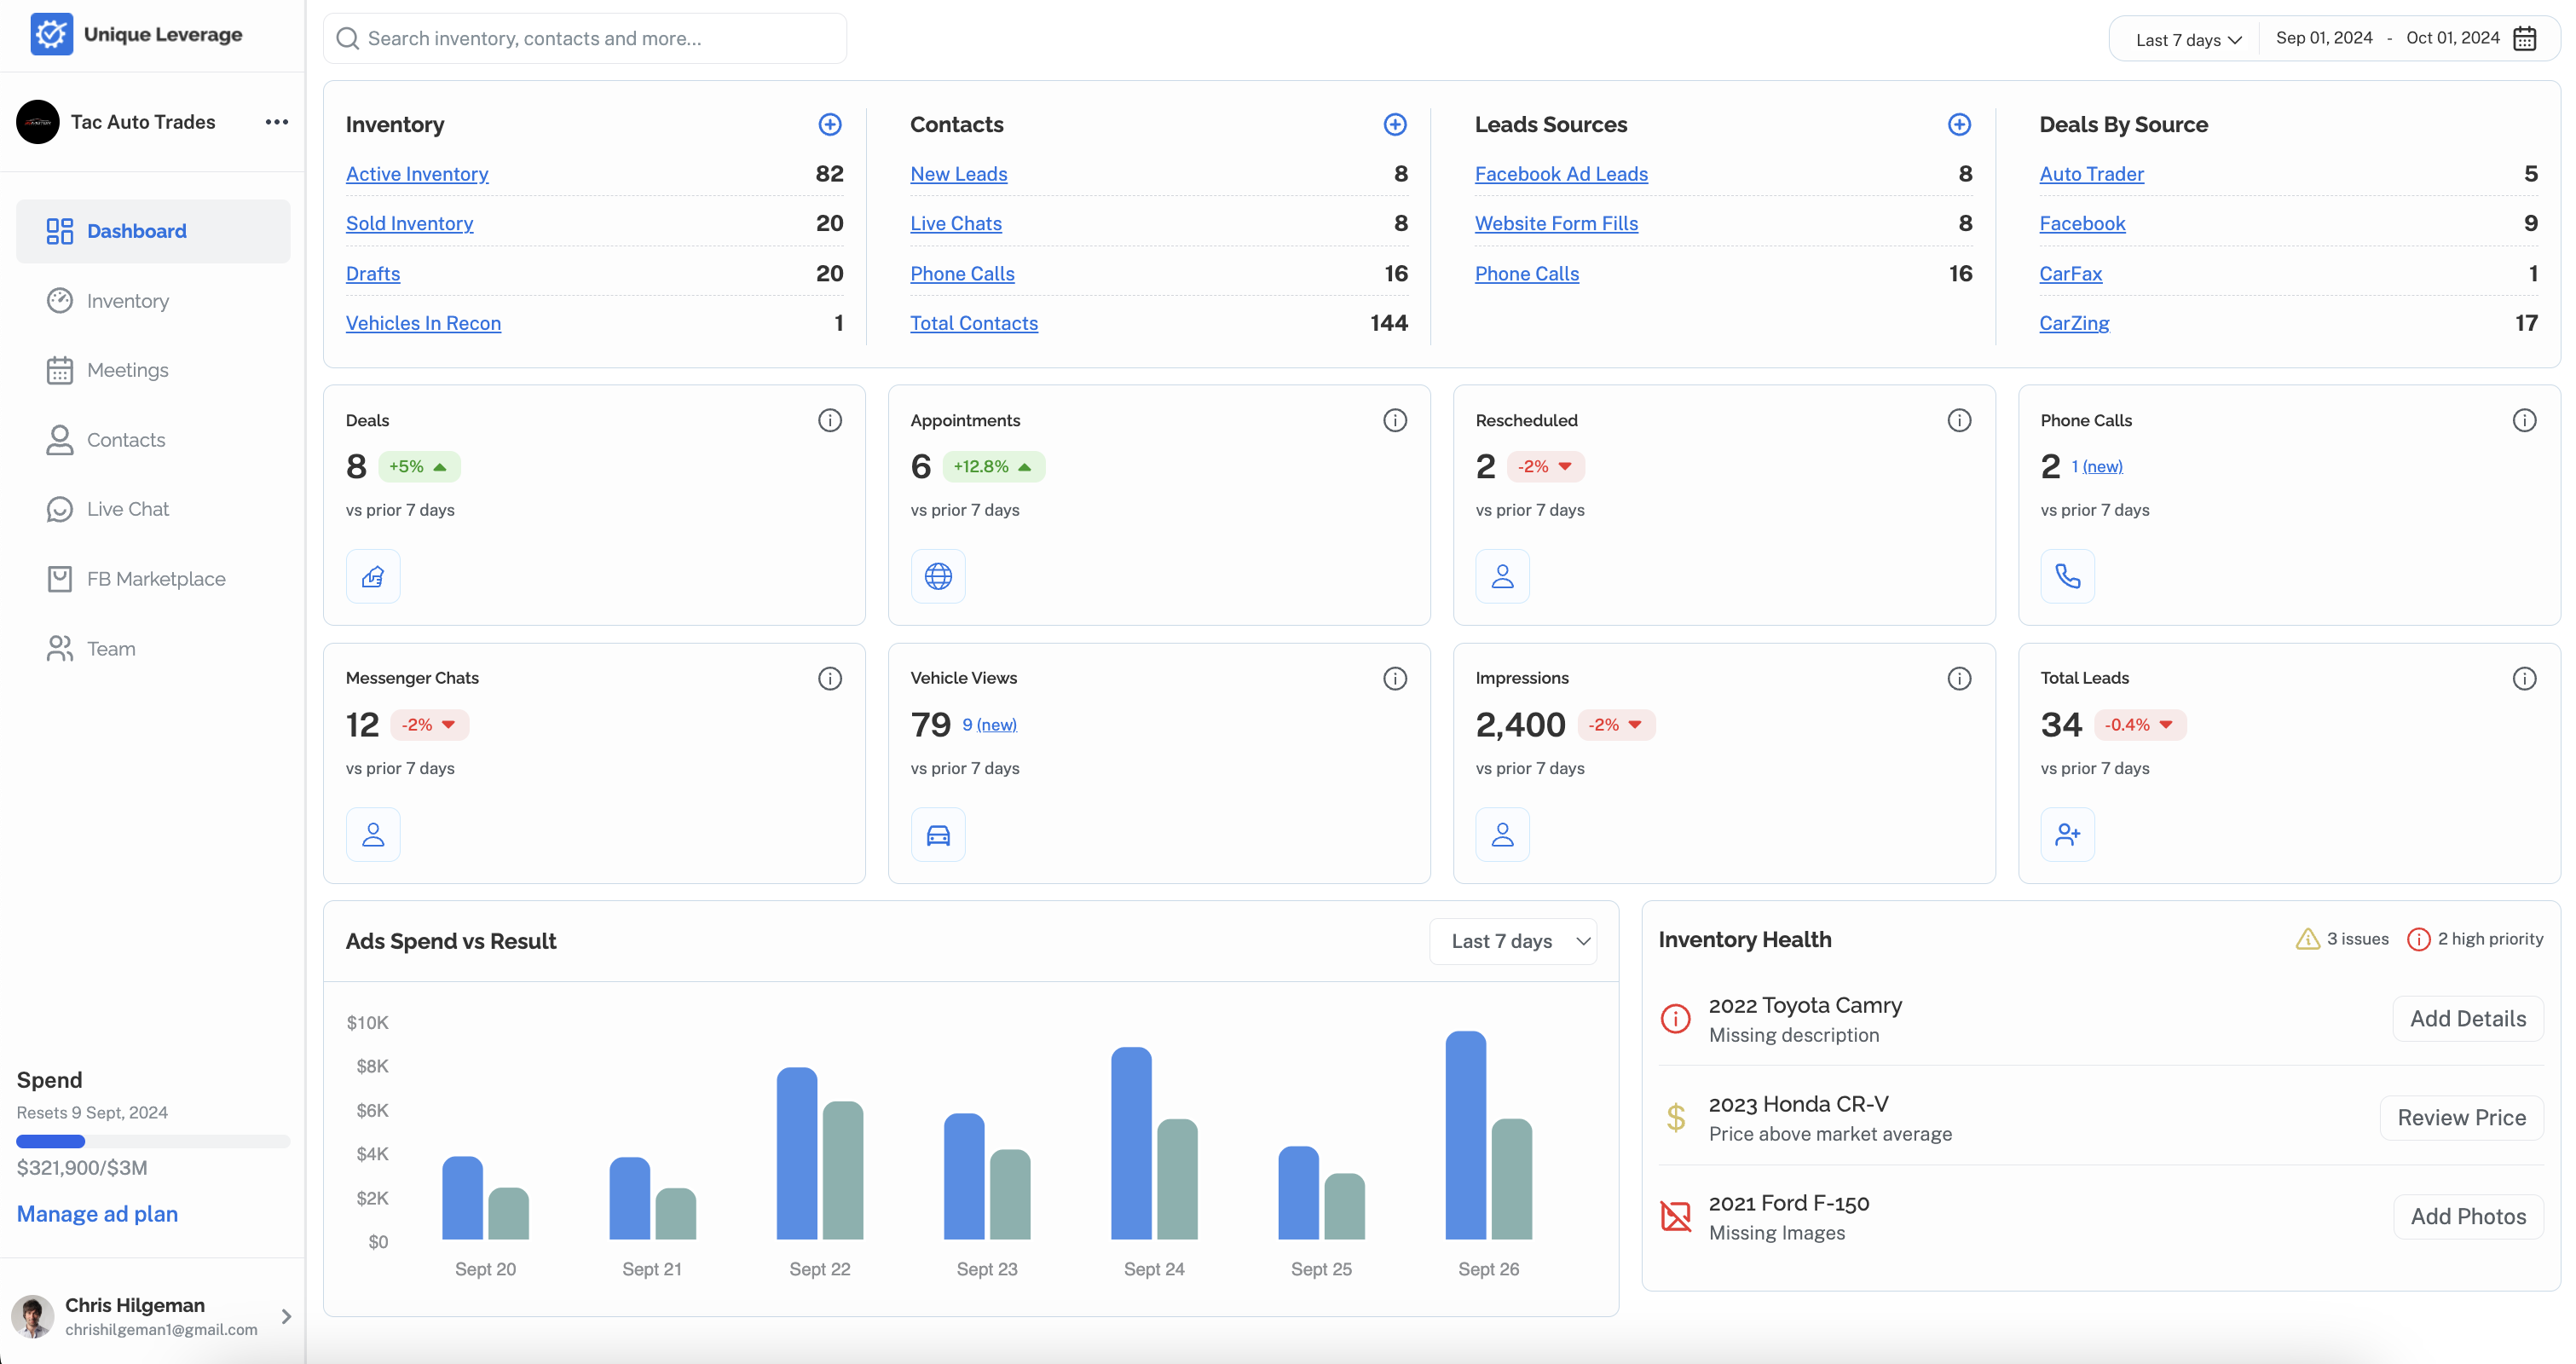 Unique Leverage
Search inventory, contacts and more...
Last 7 days
Sep 01, 2024 - Oct 01, 2024
Tac Auto Trades
Dashboard
Inventory
Meetings
Contacts
Live Chat
FB Marketplace
Team
Spend
Resets 9 Sept, 2024
$321,900/$3M
Manage ad plan
Chris Hilgeman
chrishilgeman1@gmail.com
Inventory
Active Inventory 82
Sold Inventory 20
Drafts 20
Vehicles In Recon 1
Contacts
New Leads 8
Live Chats 8
Phone Calls 16
Total Contacts 144
Leads Sources
Facebook Ad Leads 8
Website Form Fills 8
Phone Calls 16
Deals By Source
Auto Trader 5
Facebook 9
CarFax 1
CarZing 17
Deals
8 +5%
vs prior 7 days
Appointments
6 +12.8%
vs prior 7 days
Rescheduled
2 -2%
vs prior 7 days
Phone Calls
2 1 (new)
vs prior 7 days
Messenger Chats
12 -2%
vs prior 7 days
Vehicle Views
79 9 (new)
vs prior 7 days
Impressions
2,400 -2%
vs prior 7 days
Total Leads
34 -0.4%
vs prior 7 days
Ads Spend vs Result
Last 7 days
$10K
$8K
$6K
$4K
$2K
$0
Sept 20 Sept 21 Sept 22 Sept 23 Sept 24 Sept 25 Sept 26
Inventory Health
3 issues 2 high priority
2022 Toyota Camry
Missing description
Add Details
2023 Honda CR-V
Price above market average
Review Price
2021 Ford F-150
Missing Images
Add Photos